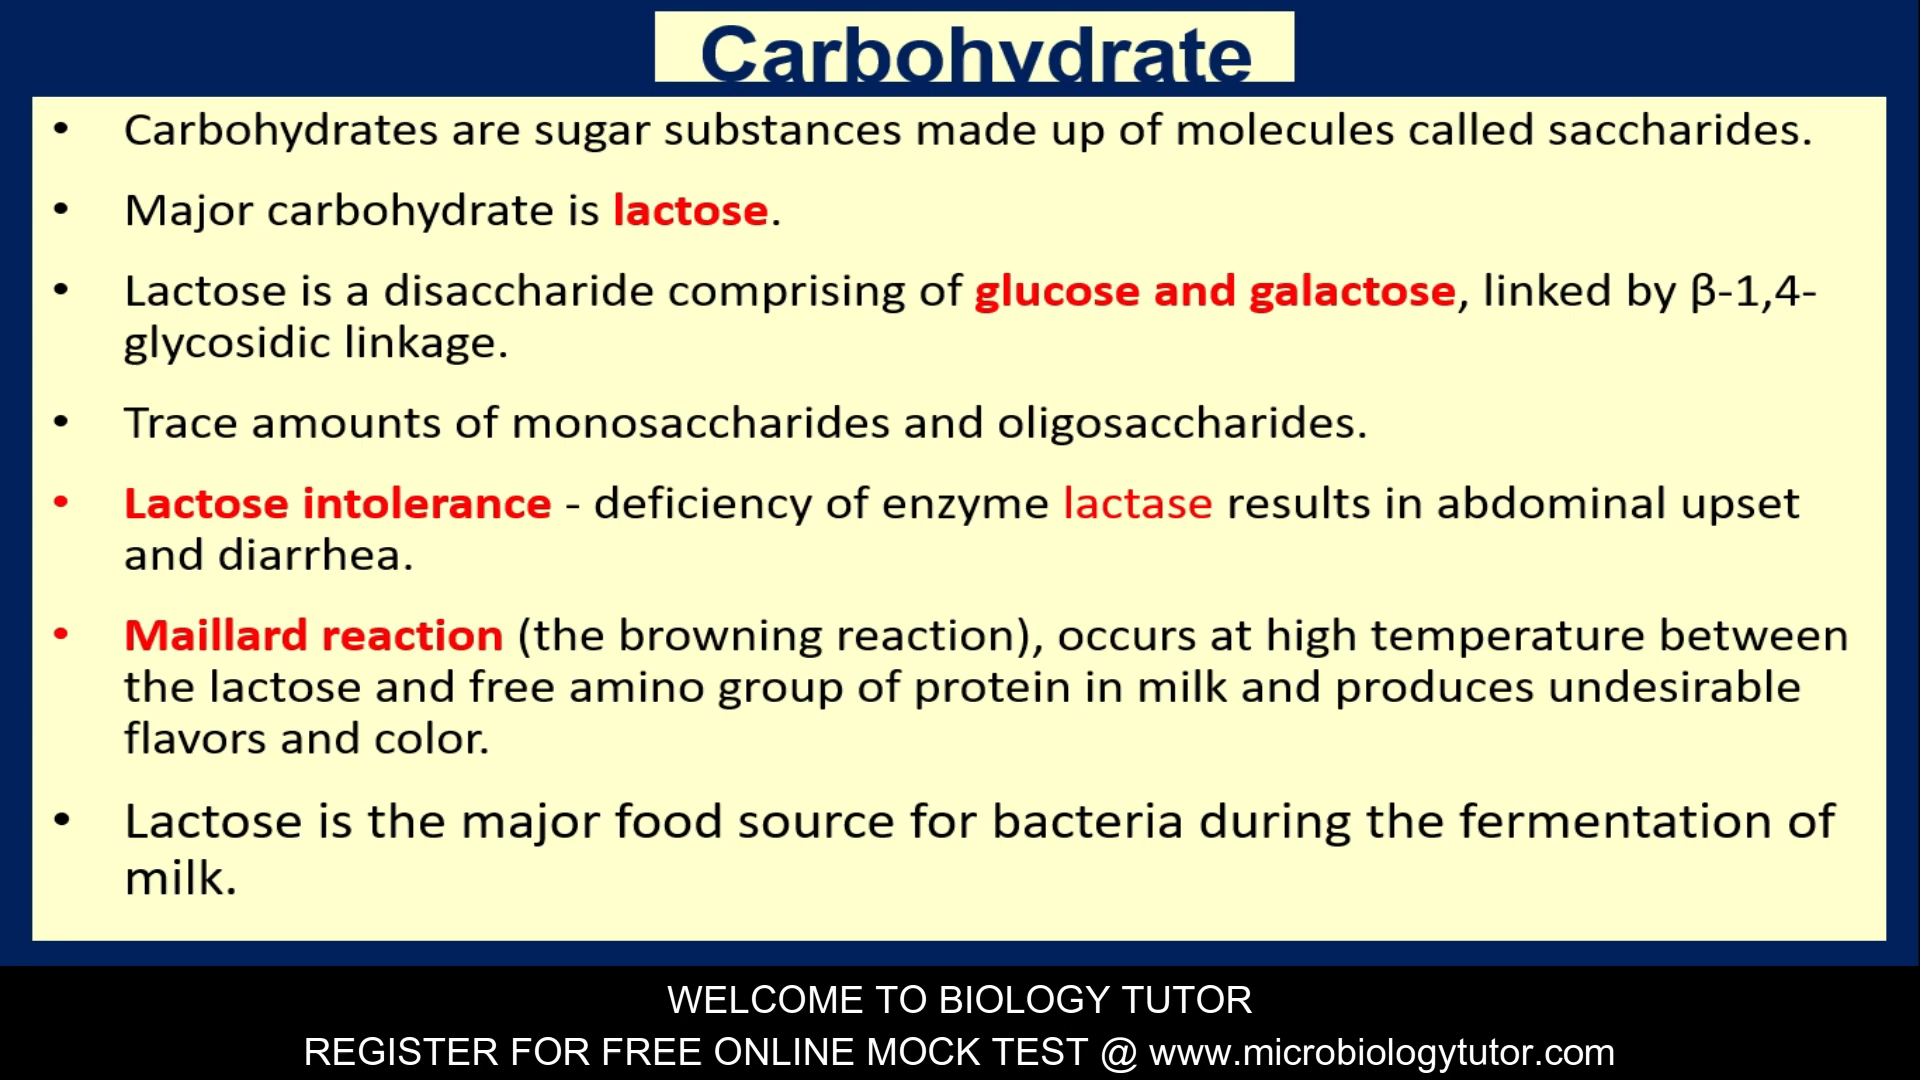 Carbohydrate
• Carbohydrates are sugar substances made up of molecules called saccharides.
• Major carbohydrate is lactose.
• Lactose is a disaccharide comprising of glucose and galactose, linked by β-1,4-
glycosidic linkage.
• Trace amounts of monosaccharides and oligosaccharides.
• Lactose intolerance - deficiency of enzyme lactase results in abdominal upset
and diarrhea.
• Maillard reaction (the browning reaction), occurs at high temperature between
the lactose and free amino group of protein in milk and produces undesirable
flavors and color.
• Lactose is the major food source for bacteria during the fermentation of
milk.
WELCOME TO BIOLOGY TUTOR
REGISTER FOR FREE ONLINE MOCK TEST @ www.microbiologytutor.com